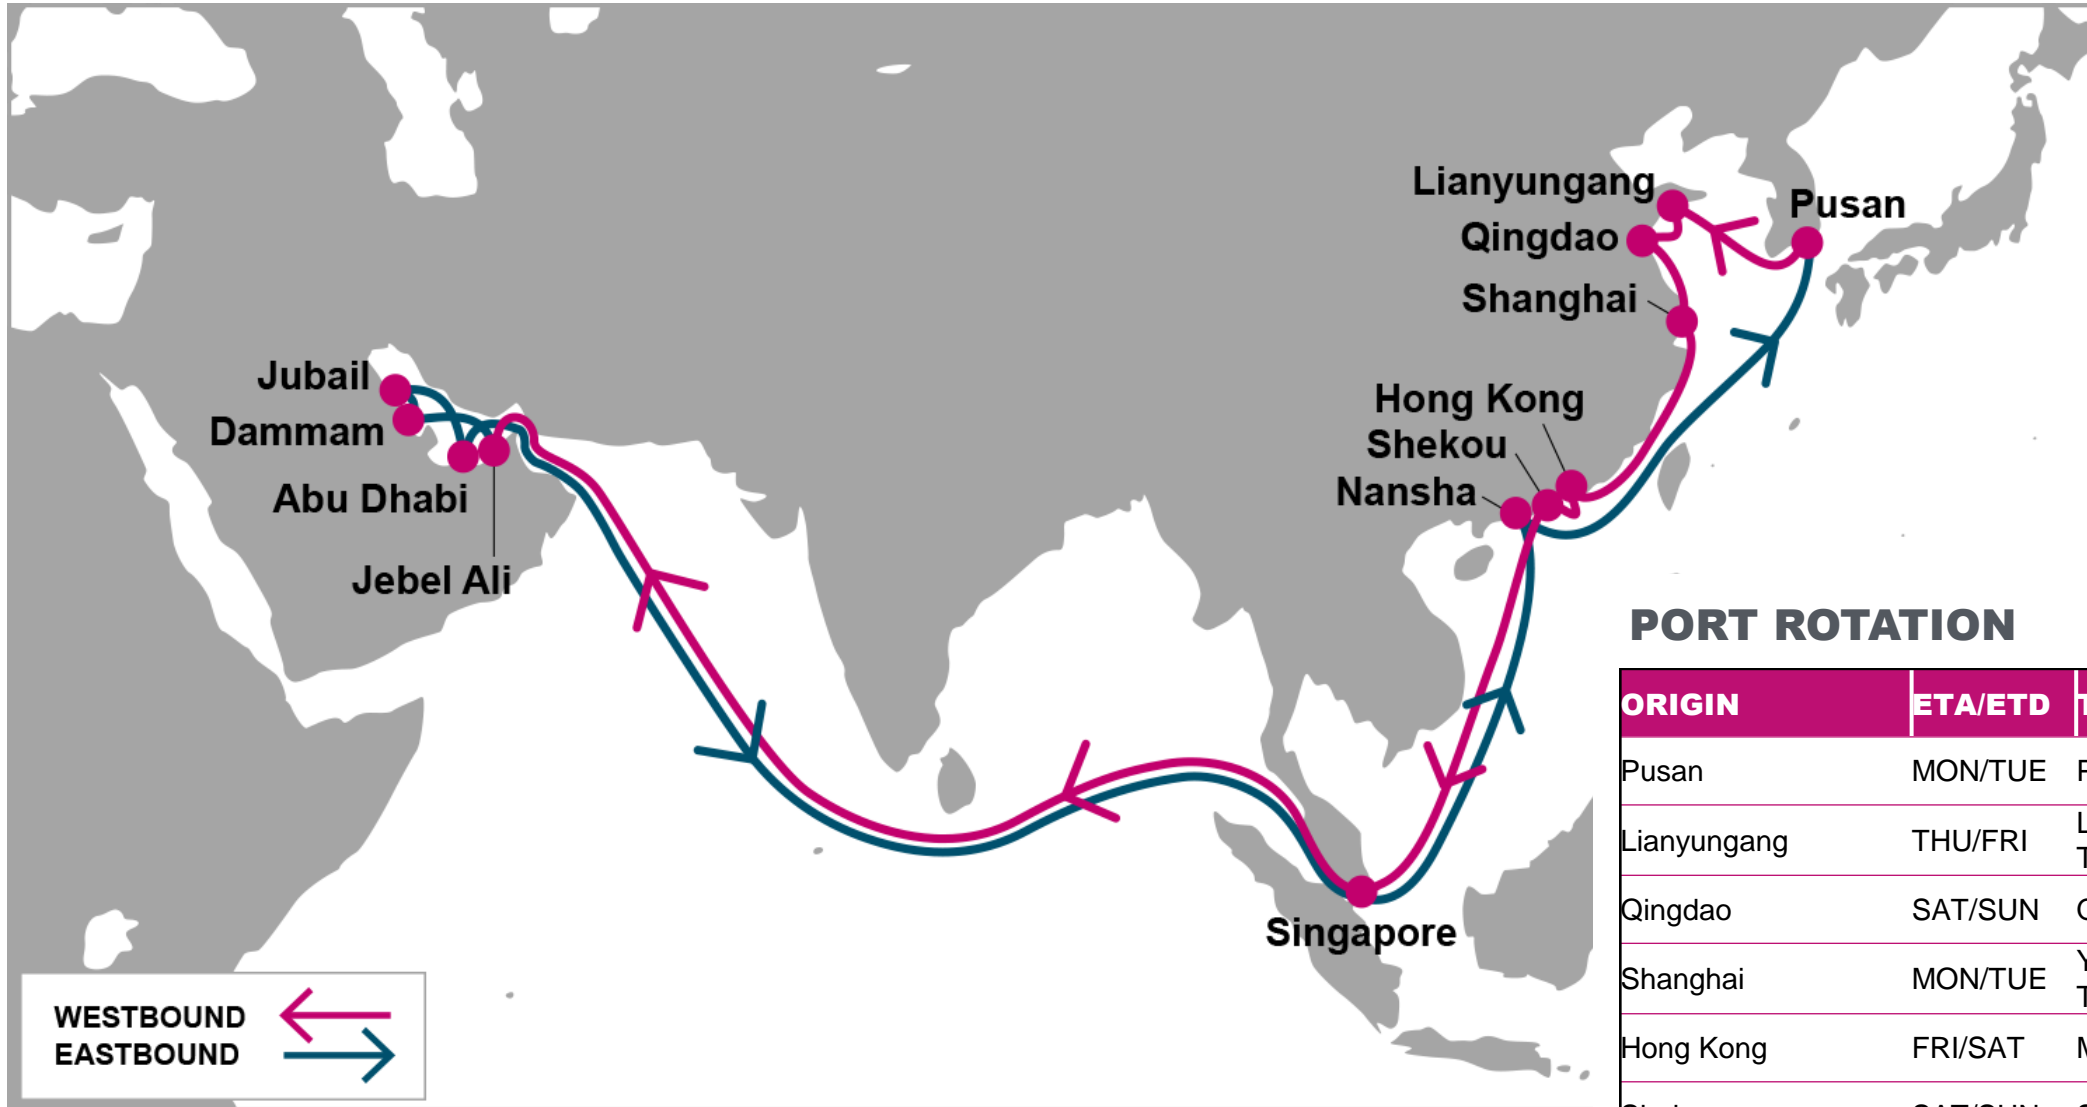 Lianyungang
Pusan
Qingdao
Shanghai
Jubail
Hong Kong
Dammam
Shekou
Nansha
Abu Dhabi
Jebel Ali
Singapore
WESTBOUND
EASTBOUND
PORT ROTATION
ORIGIN ETA/ETD
Pusan MON/TUE
Lianyungang THU/FRI
Qingdao SAT/SUN
Shanghai MON/TUE
Hong Kong FRI/SAT